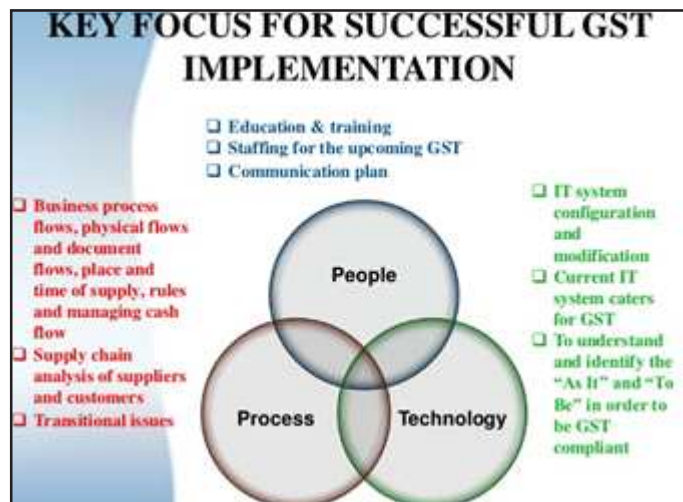 KEY FOCUS FOR SUCCESSFUL GST
IMPLEMENTATION
❑ Education & training
❑ Staffing for the upcoming GST
❑ Communication plan
❑ Business process
flows, physical flows
and document
flows, place and
time of supply, rules
and managing cash
flow
❑ Supply chain
analysis of suppliers
and customers
❑ Transitional issues
People
Process
Technology
❑ IT system
configuration
and
modification
❑ Current IT
system caters
for GST
❑ To understand
and identify the
“As It” and “To
Be” in order to
be GST
compliant